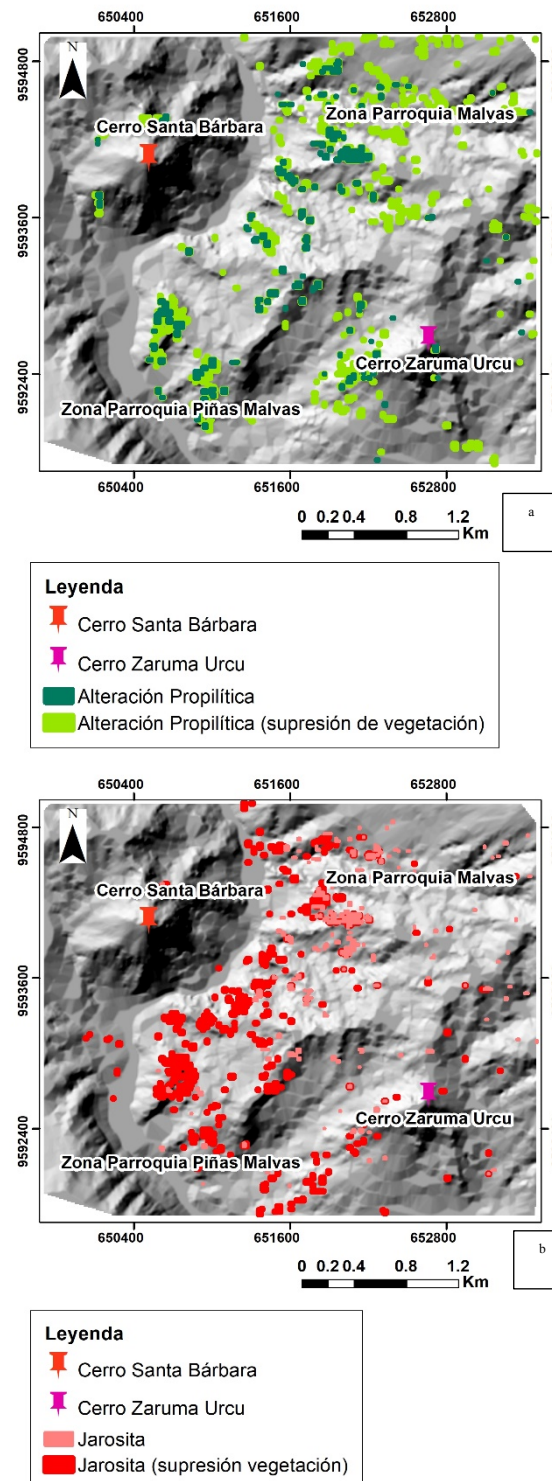 650400 651600 652800
9594800
N
Zona Parroquia Malvas
Cerro Santa Bárbara
9593600
Cerro Zaruma Urcu
9592400
Zona Parroquia Piñas Malvas
650400 651600 652800
0 0.2 0.4 0.8 1.2
Km
a
Leyenda
Cerro Santa Bárbara
Cerro Zaruma Urcu
Alteración Propilítica
Alteración Propilítica (supresión de vegetación)
650400 651600 652800
9594800
N
Zona Parroquia Malvas
Cerro Santa Bárbara
9593600
Cerro Zaruma Urcu
9592400
Zona Parroquia Piñas Malvas
650400 651600 652800
0 0.2 0.4 0.8 1.2
Km
b
Leyenda
Cerro Santa Bárbara
Cerro Zaruma Urcu
Jarosita
Jarosita (supresión vegetación)